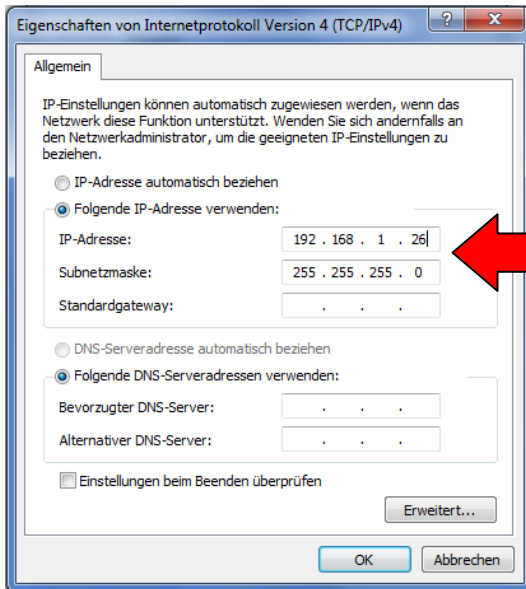 Eigenschaften von Internetprotokoll Version 4 (TCP/IPv4)
?
Allgemein
IP-Einstellungen können automatisch zugewiesen werden, wenn das
Netzwerk diese Funktion unterstützt. Wenden Sie sich andernfalls an
den Netzwerkadministrator, um die geeigneten IP-Einstellungen zu
beziehen.
IP-Adresse automatisch beziehen
Folgende IP-Adresse verwenden:
IP-Adresse: 192 . 168 . 1 . 26
Subnetzmaske: 255 . 255 . 255 . 0
Standardgateway: . . .
DNS-Serveradresse automatisch beziehen
Folgende DNS-Serveradressen verwenden:
Bevorzugter DNS-Server: . . .
Alternativer DNS-Server: . . .
Einstellungen beim Beenden überprüfen
Erweitert...
OK Abbrechen